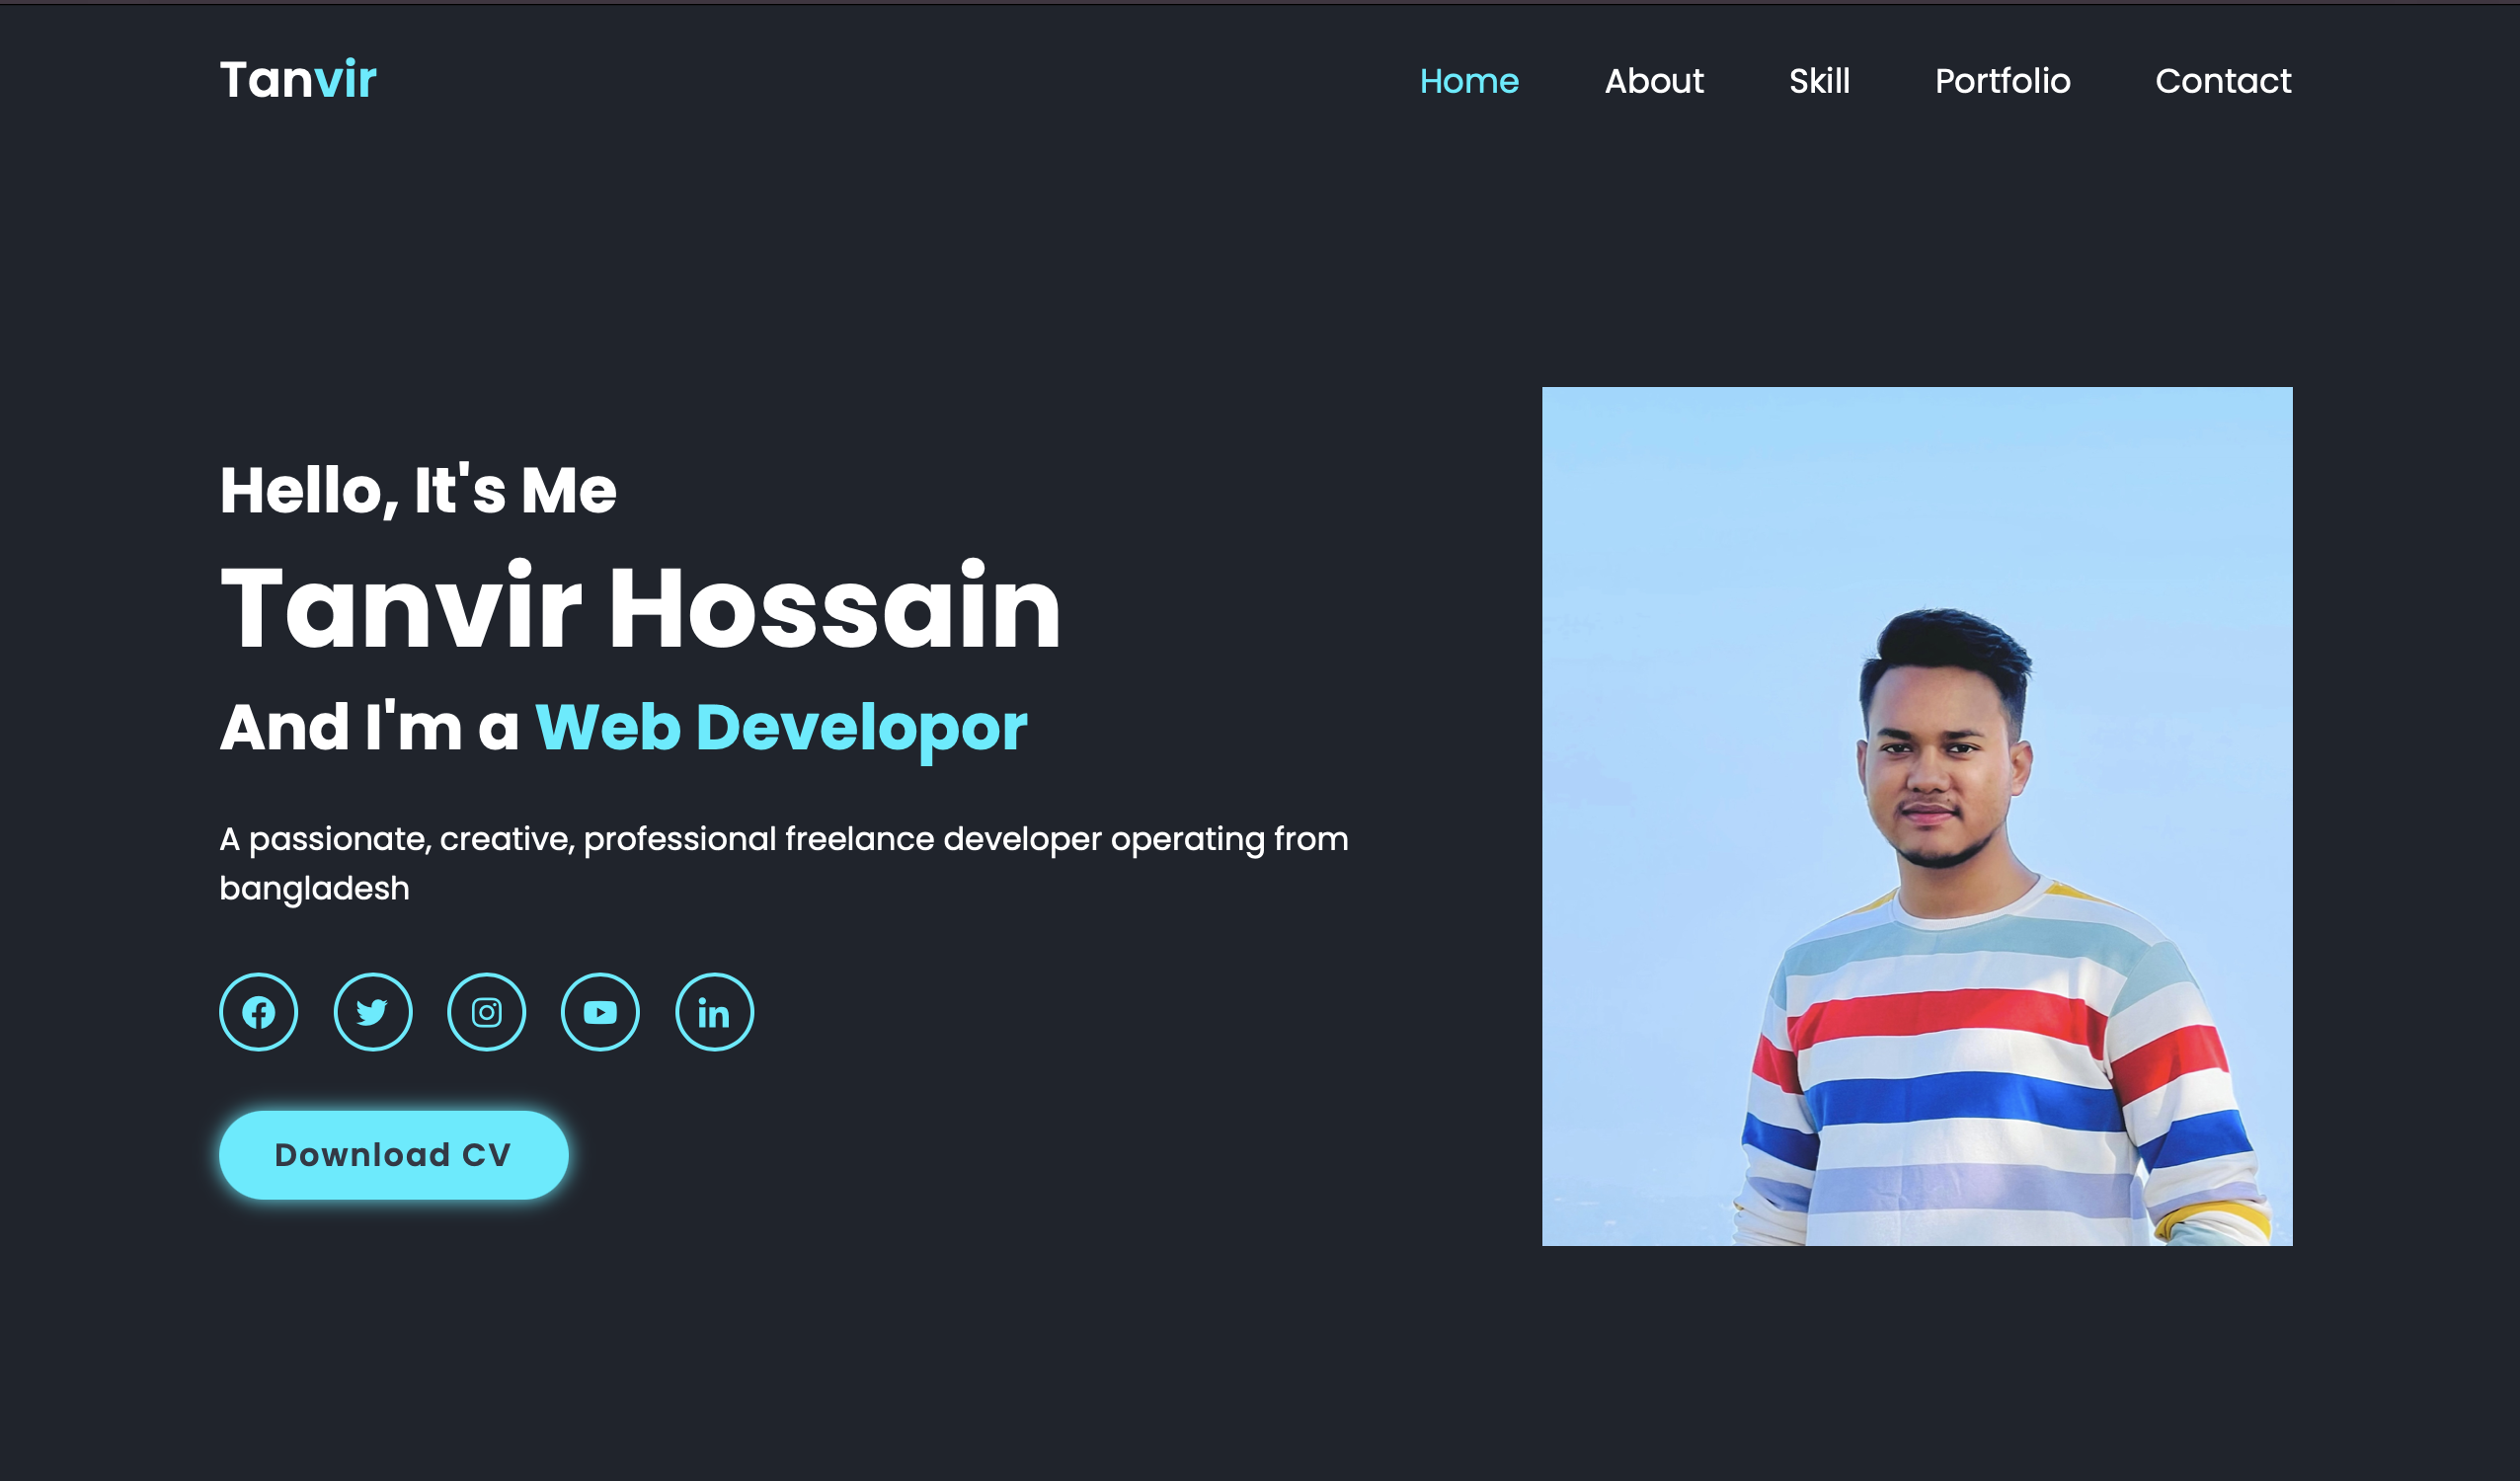 Tanvir
Home About Skill Portfolio Contact
Hello, It's Me
Tanvir Hossain
And I'm a Web Developor
A passionate, creative, professional freelance developer operating from
bangladesh
Download CV